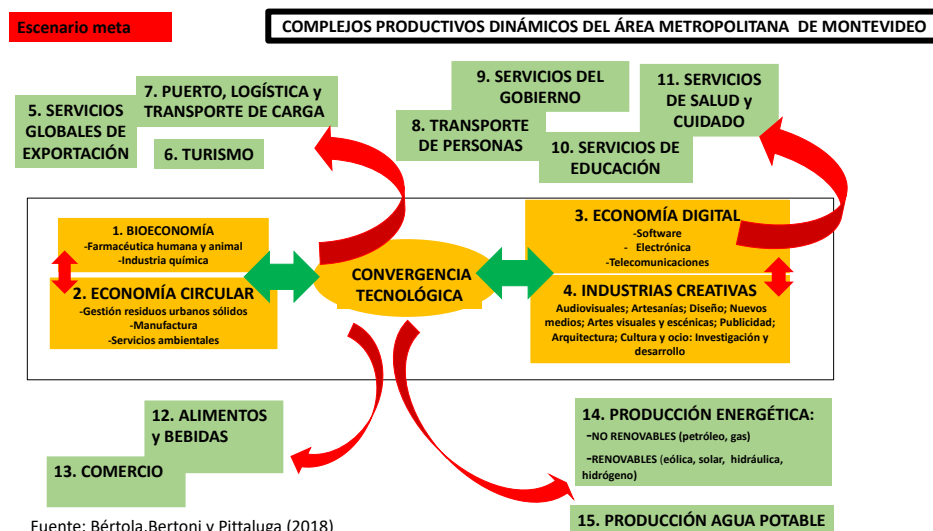 Escenario meta
COMPLEJOS PRODUCTIVOS DINÁMICOS DEL ÁREA METROPOLITANA DE MONTEVIDEO
5. SERVICIOS
GLOBALES DE
EXPORTACIÓN
7. PUERTO, LOGÍSTICA y
TRANSPORTE DE CARGA
6. TURISMO
9. SERVICIOS DEL
GOBIERNO
8. TRANSPORTE
DE PERSONAS
10. SERVICIOS DE
EDUCACIÓN
11. SERVICIOS
DE SALUD y
CUIDADO
1. BIOECONOMÍA
-Farmacéutica humana y animal
-Industria química
2. ECONOMÍA CIRCULAR
-Gestión residuos urbanos sólidos
-Manufactura
-Servicios ambientales
CONVERGENCIA
TECNOLÓGICA
3. ECONOMÍA DIGITAL
-Software
- Electrónica
-Telecomunicaciones
4. INDUSTRIAS CREATIVAS
Audiovisuales; Artesanías; Diseño; Nuevos
medios; Artes visuales y escénicas; Publicidad;
Arquitectura; Cultura y ocio: Investigación y
desarrollo
12. ALIMENTOS
y BEBIDAS
13. COMERCIO
14. PRODUCCIÓN ENERGÉTICA:
-NO RENOVABLES (petróleo, gas)
-RENOVABLES (eólica, solar, hidráulica,
hidrógeno)
15. PRODUCCIÓN AGUA POTABLE
Fuente: Bértola,Bertoni y Pittaluga (2018)